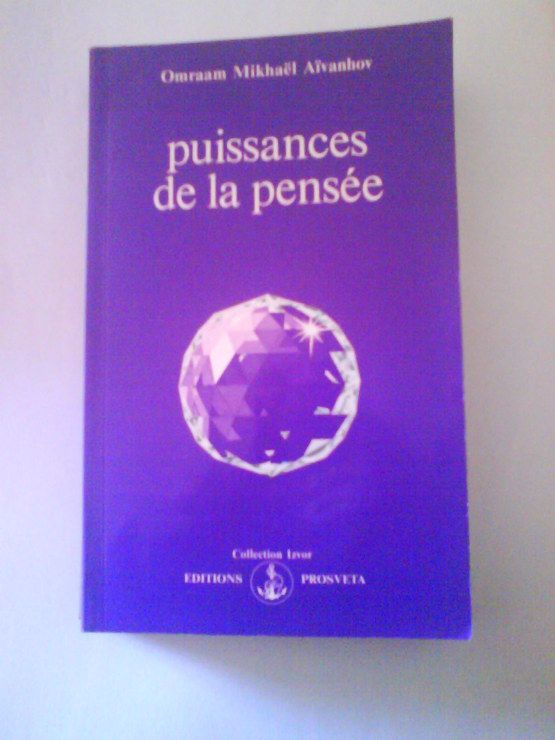 Omraam Mikhaël Aïvanhov
puissances
de la pensée
Collection Izvor
EDITIONS PROSVETA